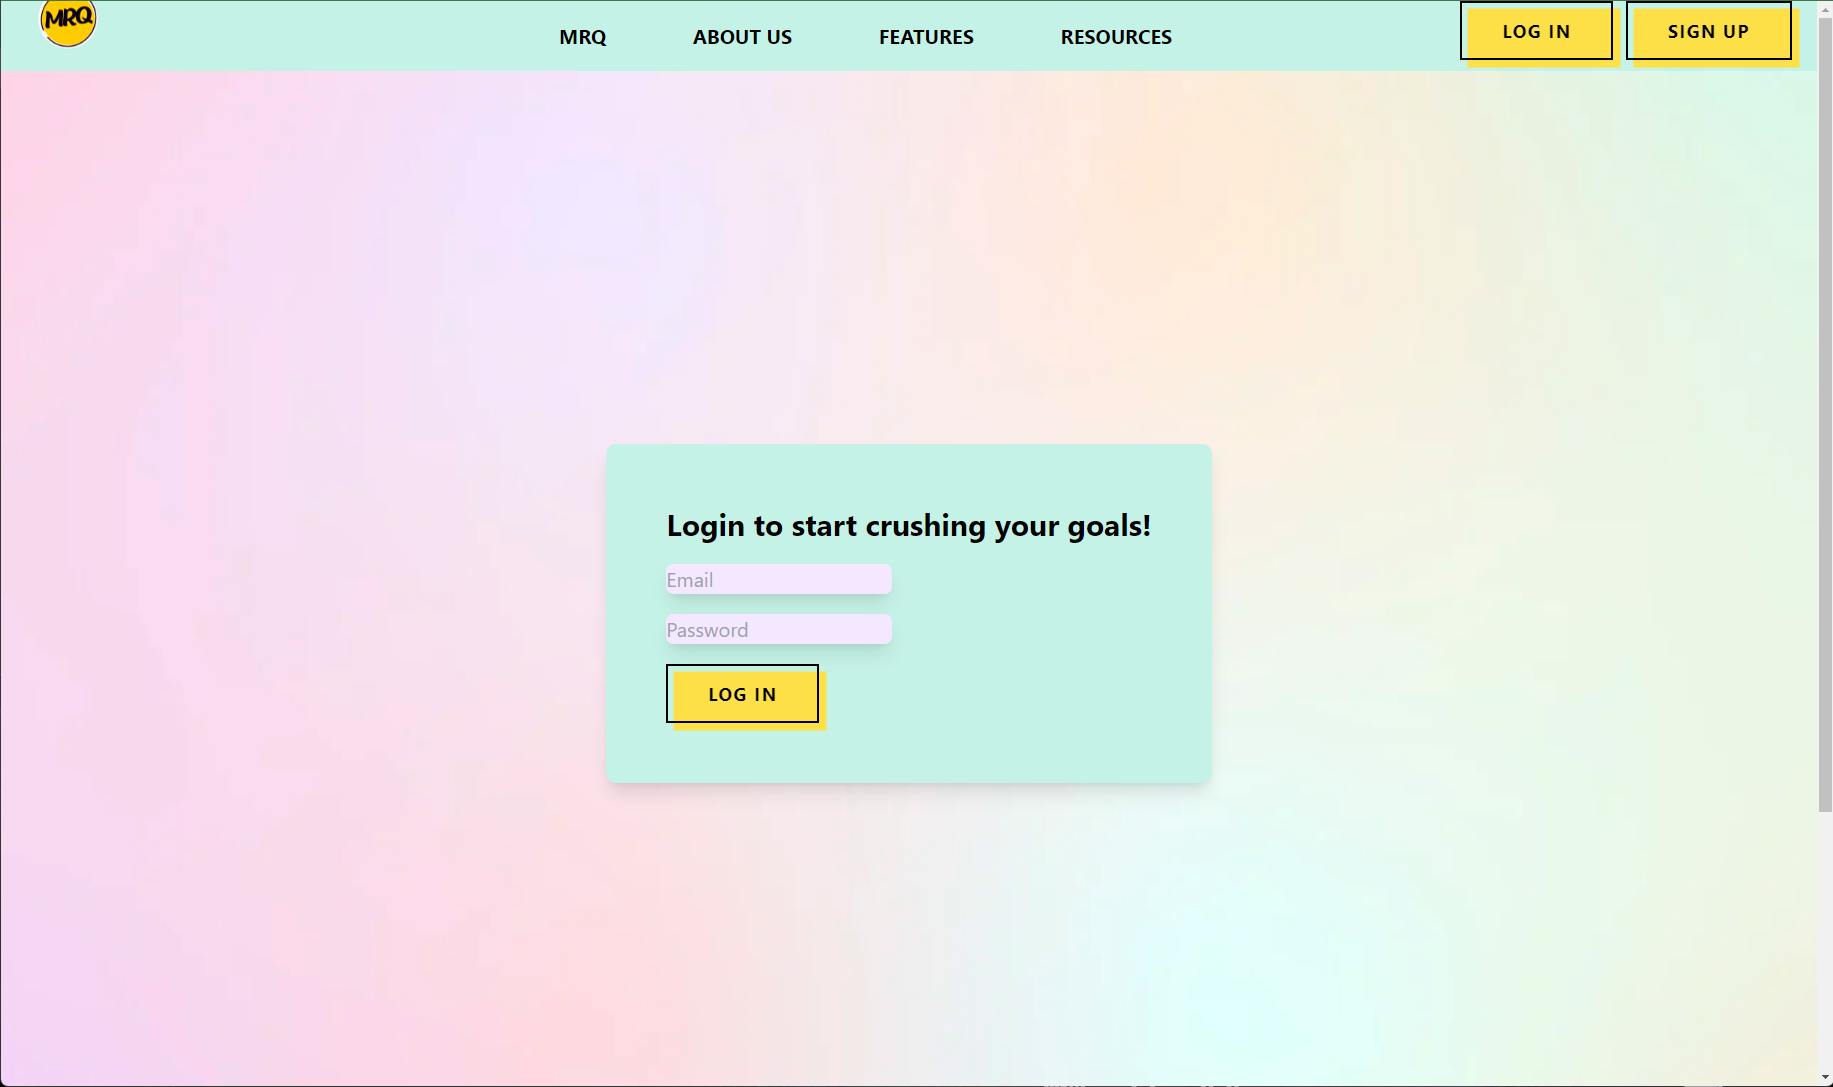 MRQ
MRQ ABOUT US FEATURES RESOURCES LOG IN SIGN UP
Login to start crushing your goals!
Email
Password
LOG IN